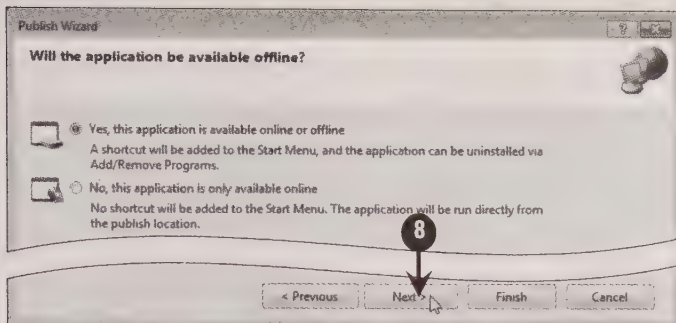 Publish Wizard
?
Will the application be available offline?
Yes, this application is available online or offline
A shortcut will be added to the Start Menu, and the application can be uninstalled via
Add/Remove Programs.
No, this application is only available online
No shortcut will be added to the Start Menu. The application will be run directly from
the publish location.
8
< Previous
Next >
Finish
Cancel